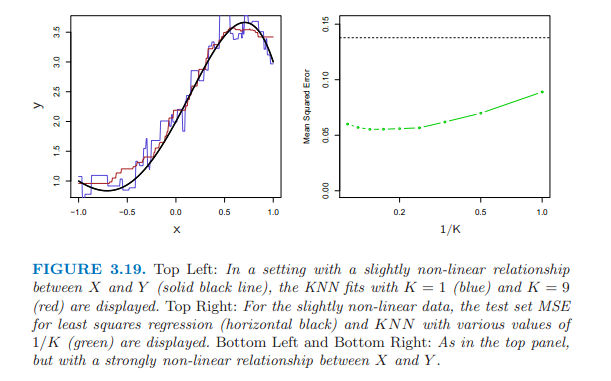 y
1.0 1.5 2.0 2.5 3.0 3.5
−1.0 −0.5 0.0 0.5 1.0
x
Mean Squared Error
0.00 0.05 0.10 0.15
0.2 0.5 1.0
1/K
FIGURE 3.19. Top Left: In a setting with a slightly non-linear relationship
between X and Y (solid black line), the KNN fits with K = 1 (blue) and K = 9
(red) are displayed. Top Right: For the slightly non-linear data, the test set MSE
for least squares regression (horizontal black) and KNN with various values of
1/K (green) are displayed. Bottom Left and Bottom Right: As in the top panel,
but with a strongly non-linear relationship between X and Y.